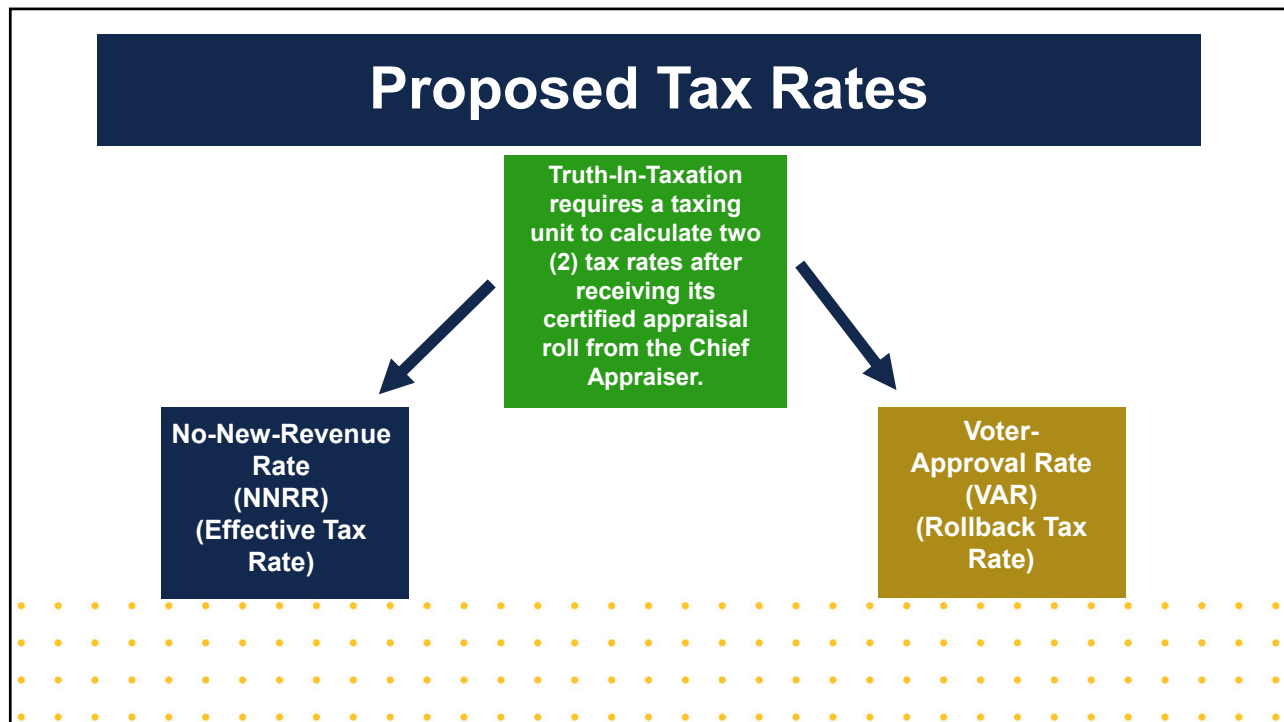 Proposed Tax Rates
Truth-In-Taxation
requires a taxing
unit to calculate two
(2) tax rates after
receiving its
certified appraisal
roll from the Chief
Appraiser.
No-New-Revenue
Rate
(NNRR)
(Effective Tax
Rate)
Voter-
Approval Rate
(VAR)
(Rollback Tax
Rate)